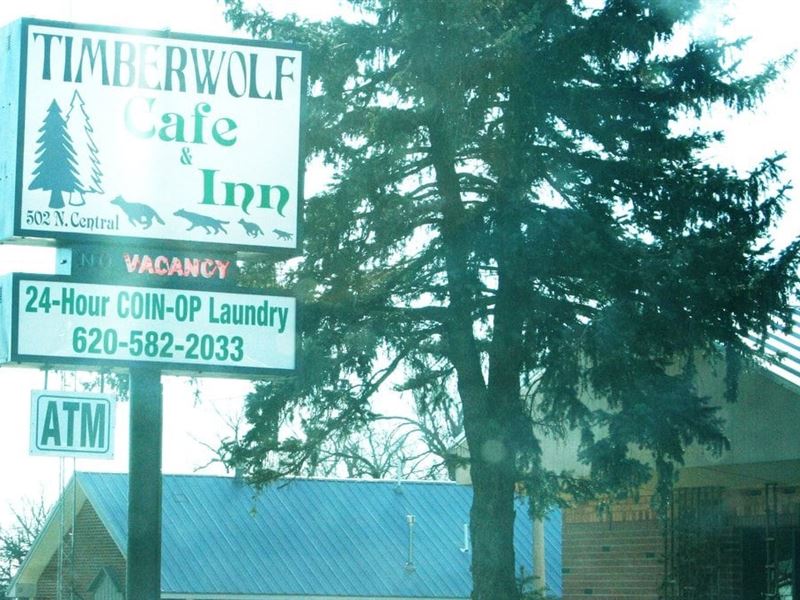 TIMBERWOLF
Cafe
&
Inn
502 N. Central
NO VACANCY
24-Hour COIN-OP Laundry
620-582-2033
ATM